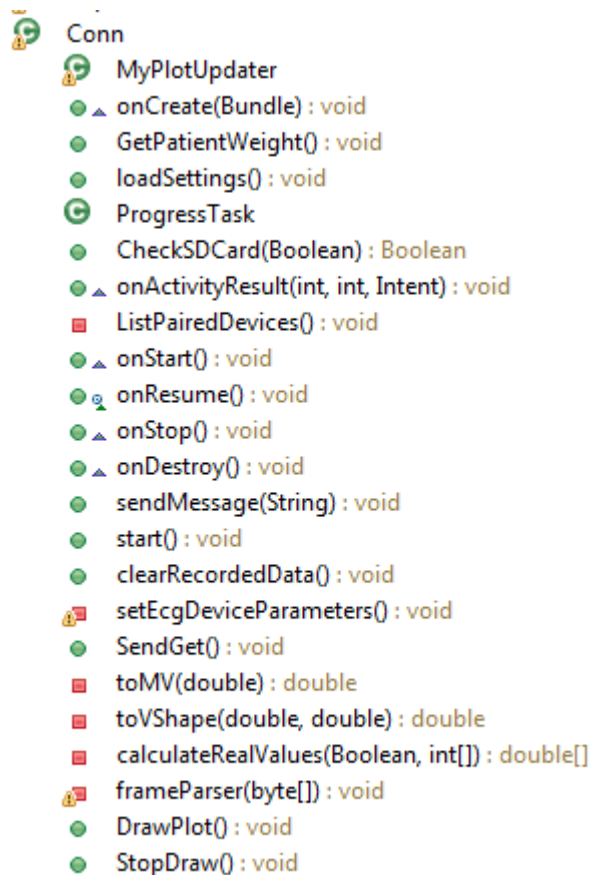 Conn
MyPlotUpdater
onCreate(Bundle) : void
GetPatientWeight() : void
loadSettings() : void
ProgressTask
CheckSDCard(Boolean) : Boolean
onActivityResult(int, int, Intent) : void
ListPairedDevices() : void
onStart() : void
onResume() : void
onStop() : void
onDestroy() : void
sendMessage(String) : void
start() : void
clearRecordedData() : void
setEcgDeviceParameters() : void
SendGet() : void
toMV(double) : double
toVShape(double, double) : double
calculateRealValues(Boolean, int[]) : double[]
frameParser(byte[]) : void
DrawPlot() : void
StopDraw() : void